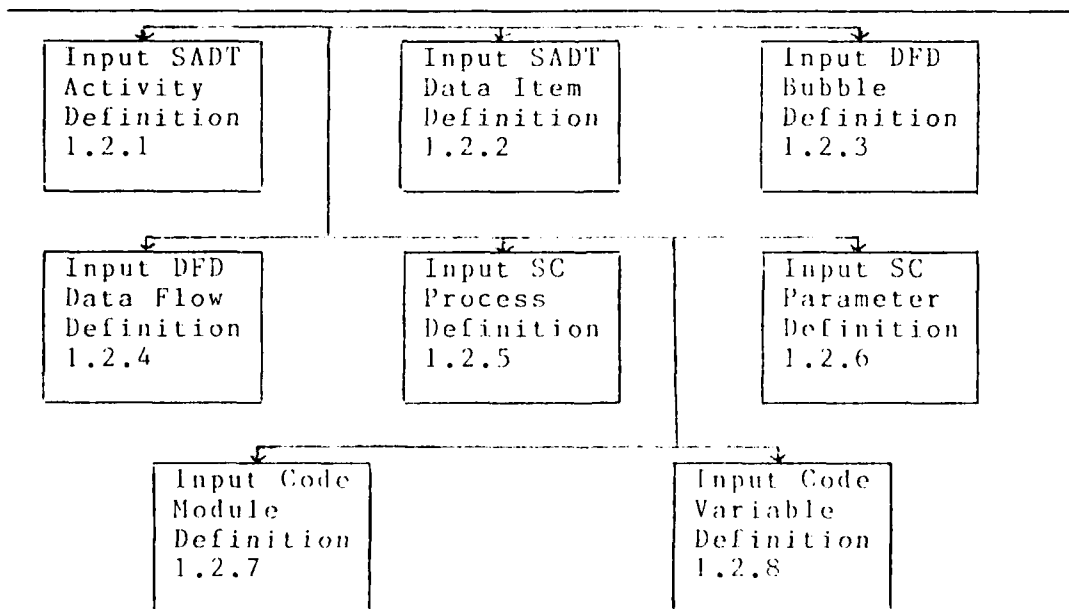 Input SADT
Activity
Definition
1.2.1
Input SADT
Data Item
Definition
1.2.2
Input DFD
Bubble
Definition
1.2.3
Input DFD
Data Flow
Definition
1.2.4
Input SC
Process
Definition
1.2.5
Input SC
Parameter
Definition
1.2.6
Input Code
Module
Definition
1.2.7
Input Code
Variable
Definition
1.2.8